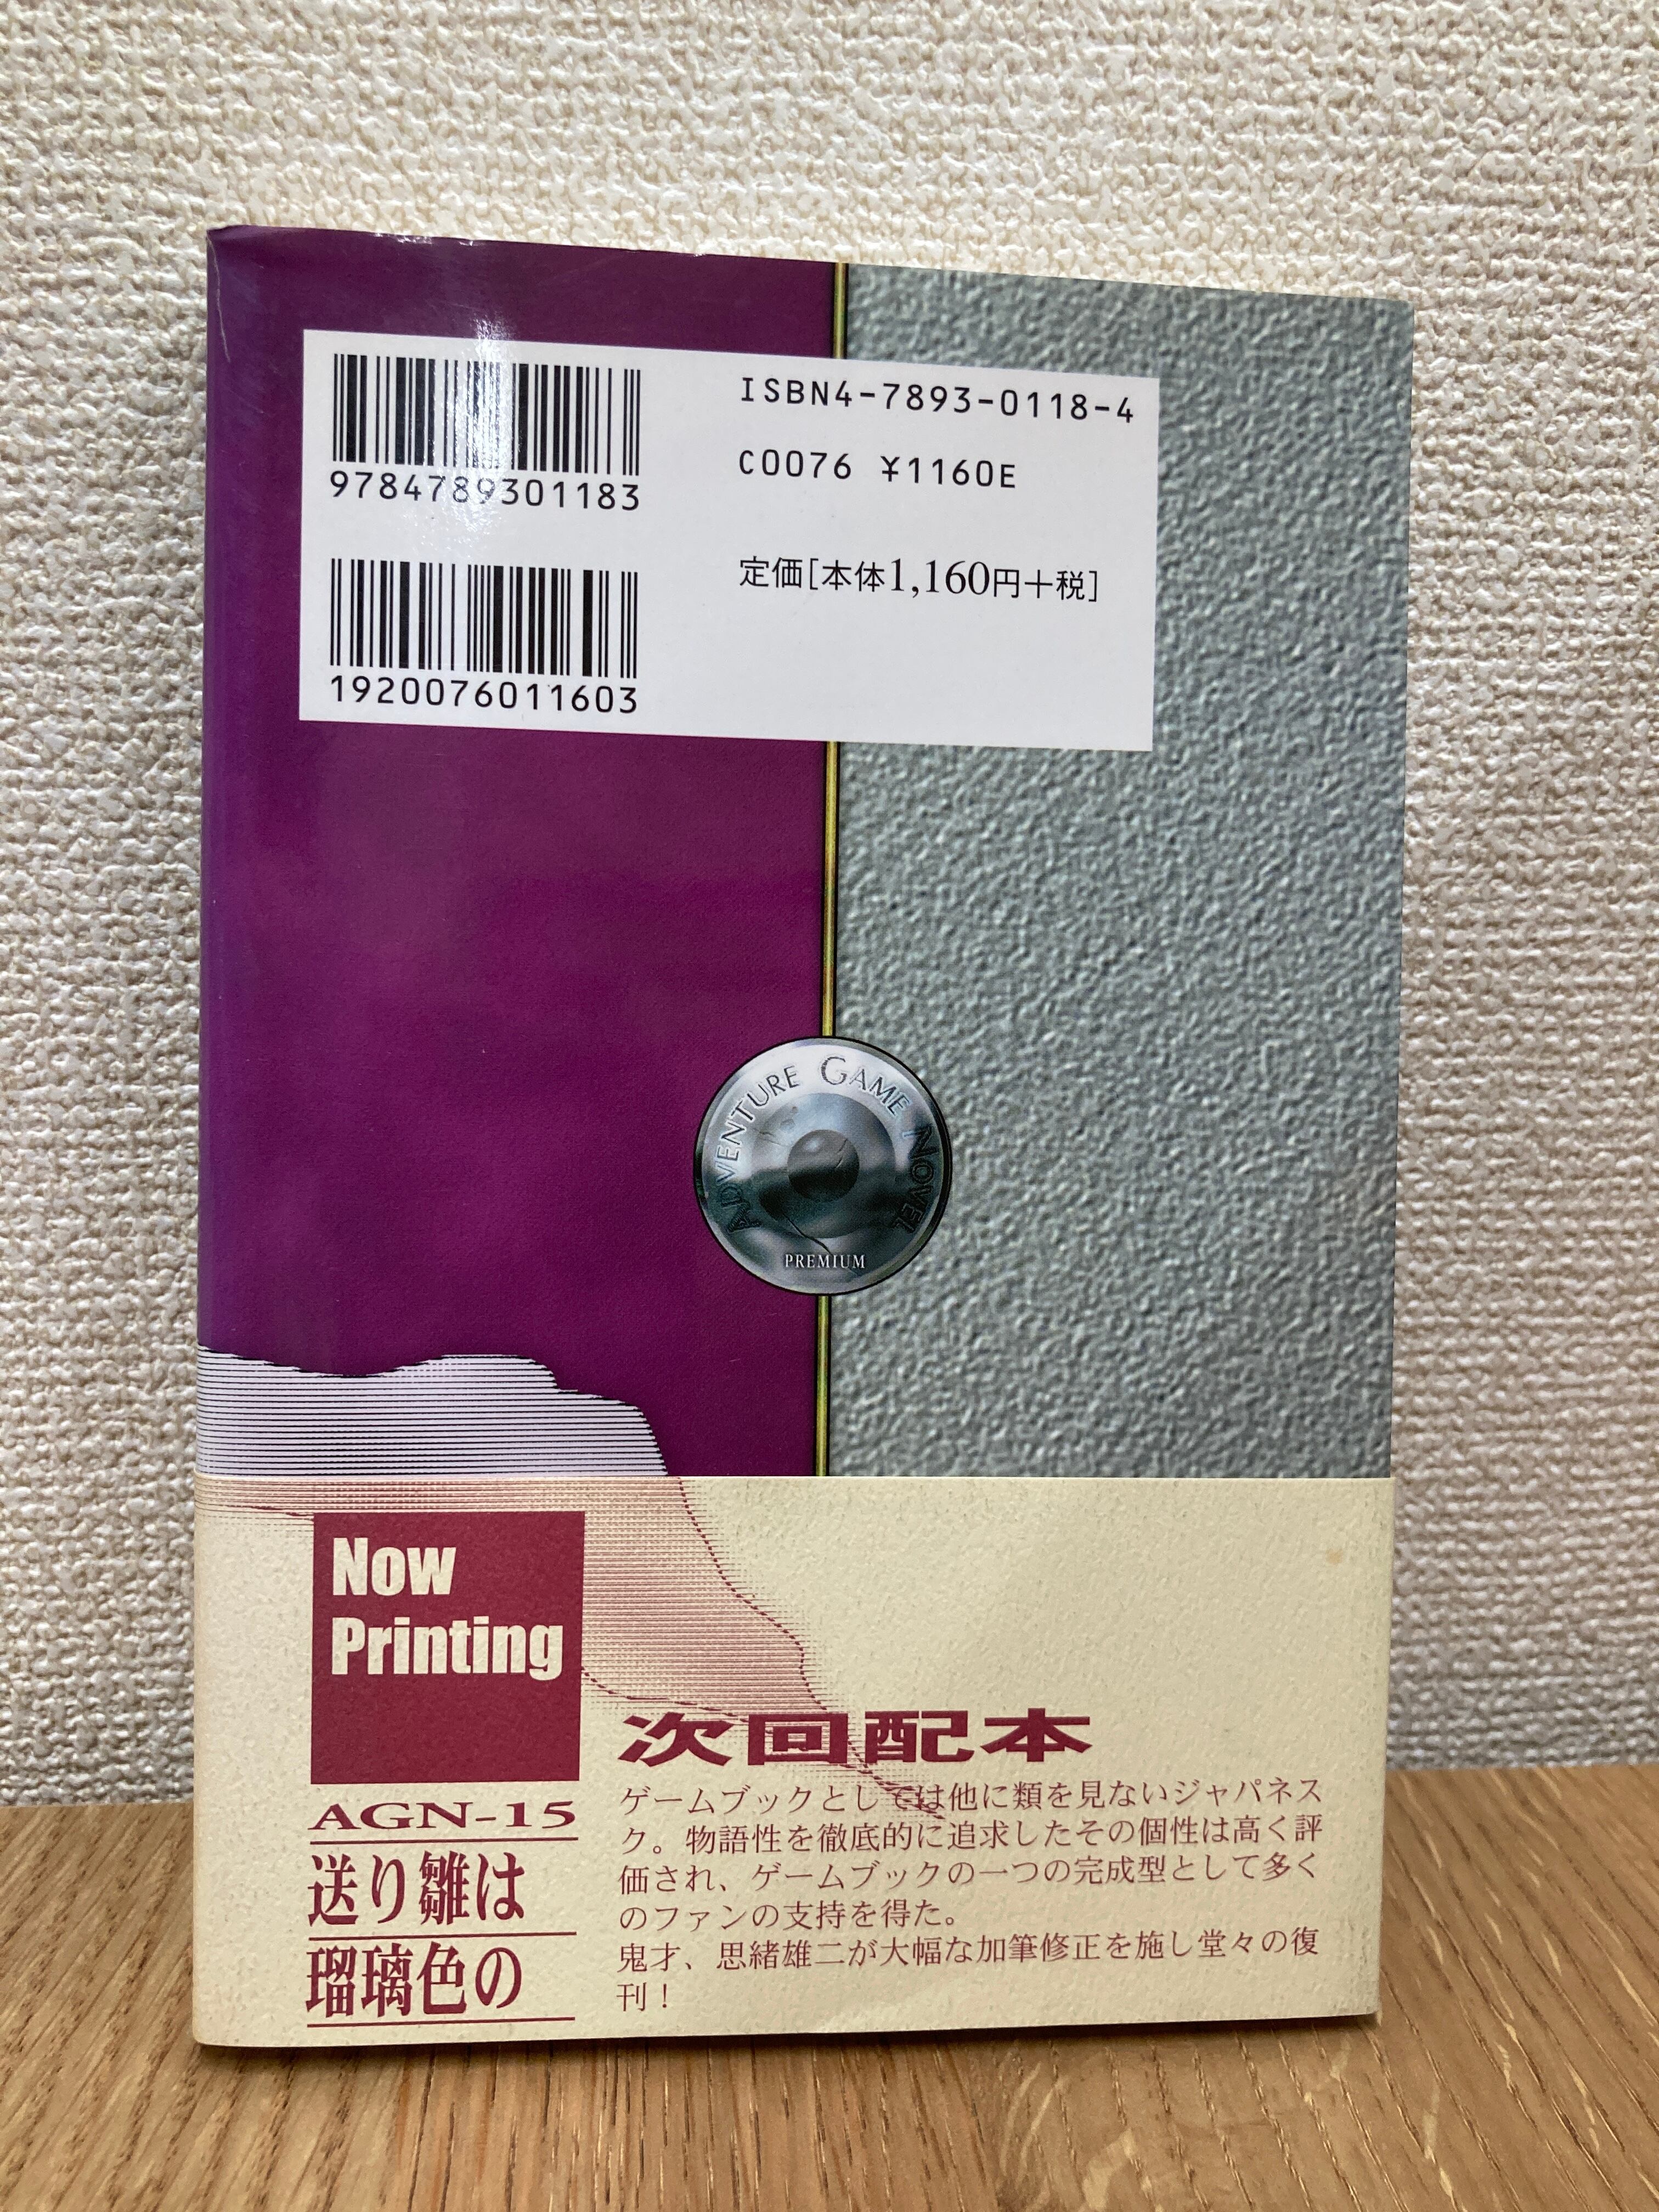 9784789301183
1920076011603
ISBN4-7893-0118-4
C0076 ¥1160E
定価[本体1,160円+税]
ADVENTURE GAME NOVEL
PREMIUM
Now
Printing
AGN-15
送り雛は
瑠璃色の
次回配本
ゲームブックとしては他に類を見ないジャパネス
ク。物語性を徹底的に追求したその個性は高く評
価され、ゲームブックの一つの完成型として多く
のファンの支持を得た。
鬼才、思緒雄二が大幅な加筆修正を施し堂々の復
刊！